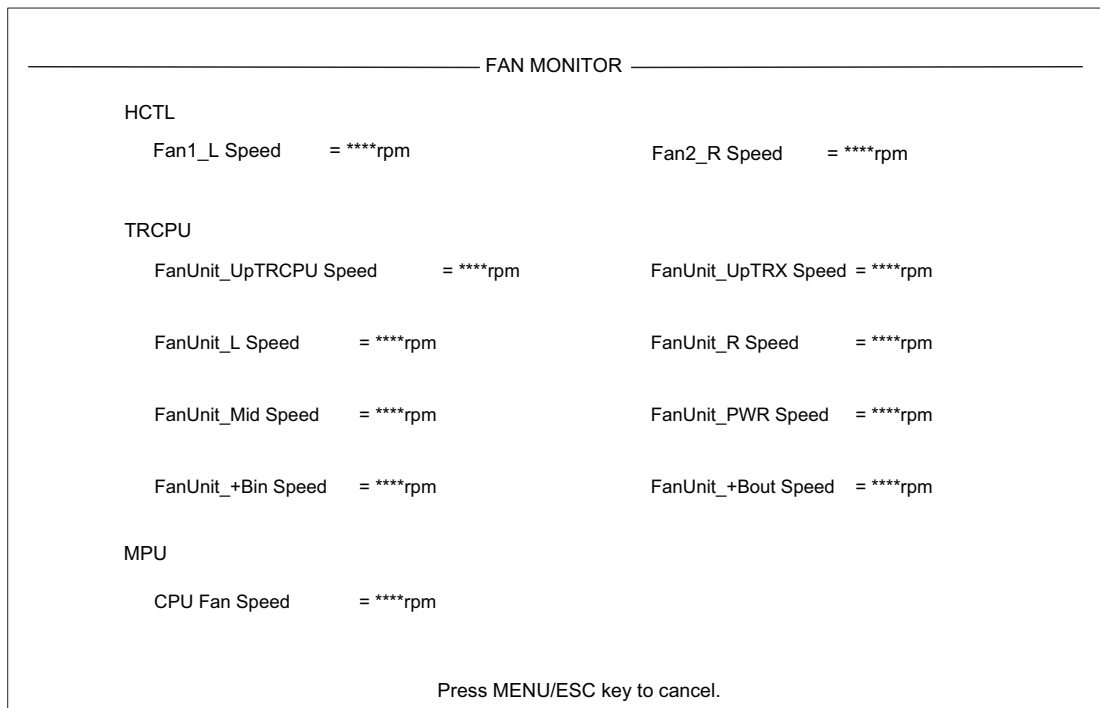 FAN MONITOR
HCTL
Fan1_L Speed = ****rpm Fan2_R Speed = ****rpm
TRCPU
FanUnit_UpTRCPU Speed = ****rpm FanUnit_UpTRX Speed = ****rpm
FanUnit_L Speed = ****rpm FanUnit_R Speed = ****rpm
FanUnit_Mid Speed = ****rpm FanUnit_PWR Speed = ****rpm
FanUnit_+Bin Speed = ****rpm FanUnit_+Bout Speed = ****rpm
MPU
CPU Fan Speed = ****rpm
Press MENU/ESC key to cancel.